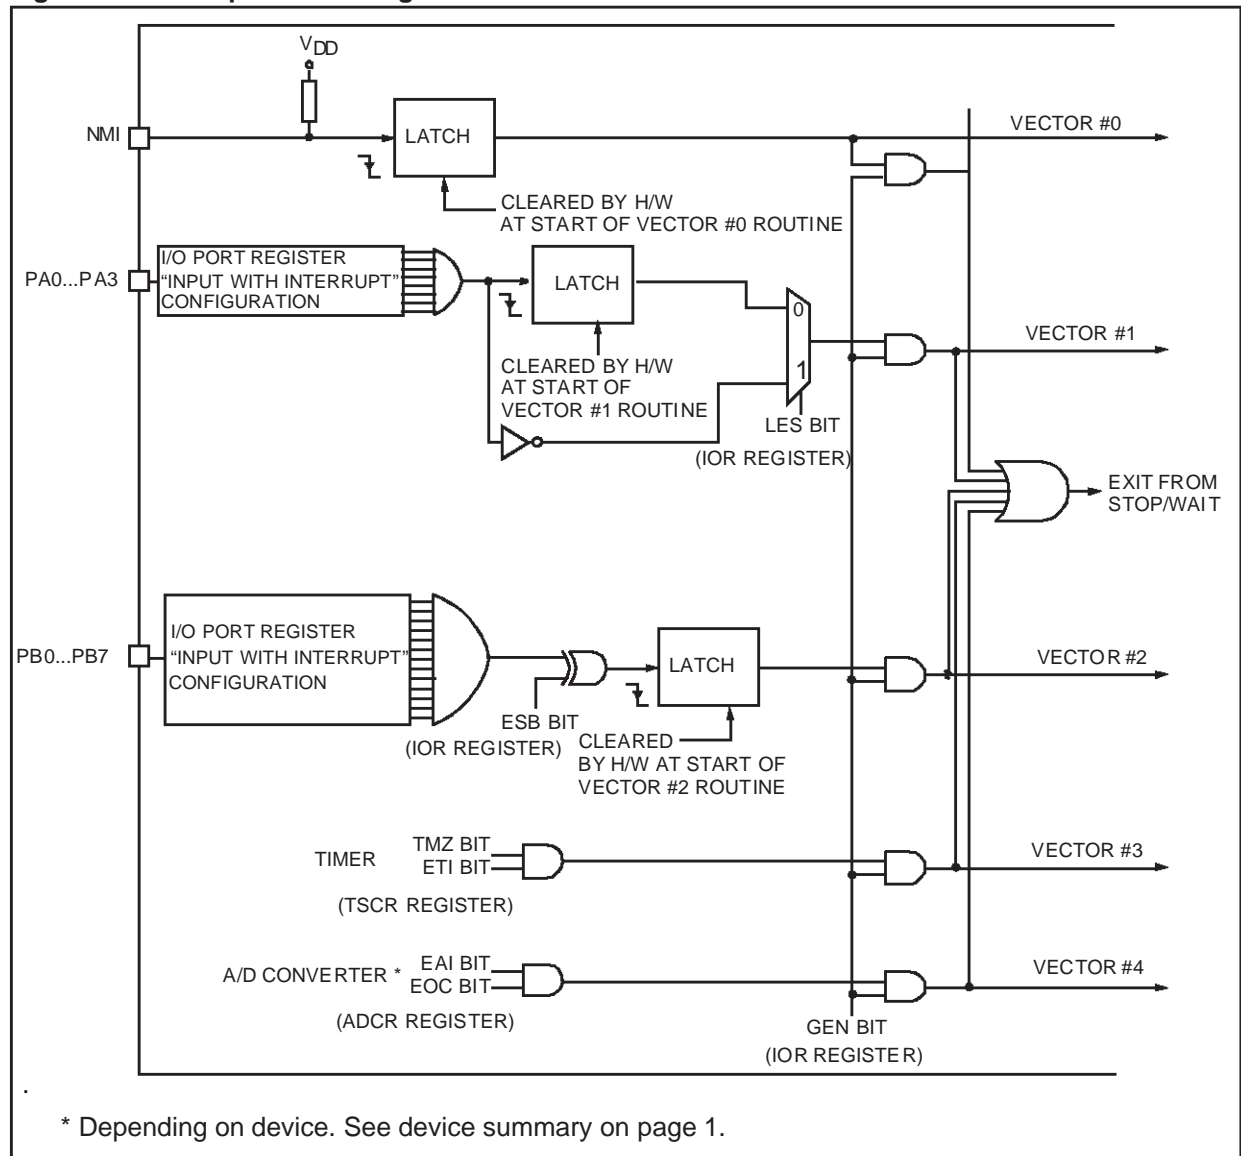 VDD
NMI
LATCH
VECTOR #0
CLEARED BY H/W
AT START OF VECTOR #0 ROUTINE
PA0...PA3
I/O PORT REGISTER
“INPUT WITH INTERRUPT”
CONFIGURATION
LATCH
0
1
VECTOR #1
CLEARED BY H/W
AT START OF
VECTOR #1 ROUTINE
LES BIT
(IOR REGISTER)
EXIT FROM
STOP/WAIT
PB0...PB7
I/O PORT REGISTER
“INPUT WITH INTERRUPT”
CONFIGURATION
LATCH
VECTOR #2
ESB BIT
(IOR REGISTER)
CLEARED
BY H/W AT START OF
VECTOR #2 ROUTINE
TIMER
TMZ BIT
ETI BIT
(TSCR REGISTER)
VECTOR #3
A/D CONVERTER *
EAI BIT
EOC BIT
(ADCR REGISTER)
VECTOR #4
GEN BIT
(IOR REGISTER)
.
* Depending on device. See device summary on page 1.